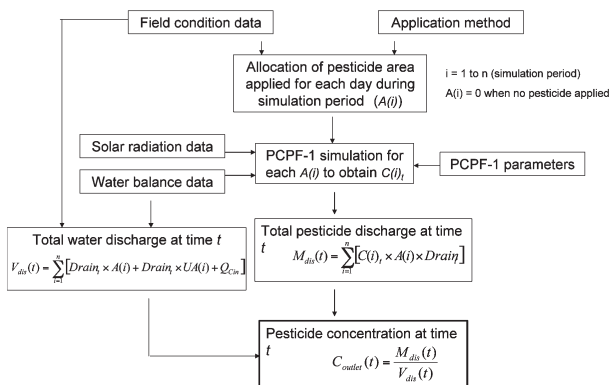 Field condition data
Application method
Allocation of pesticide area
applied for each day during
simulation period (A(i))
i = 1 to n (simulation period)
A(i) = 0 when no pesticide applied
Solar radiation data
Water balance data
PCPF-1 simulation for
each A(i) to obtain C(i)t
PCPF-1 parameters
Total water discharge at time t
V_dis(t) = \sum_{i=1}^{n}[Drain_t × A(i) + Drain_t × UA(i) + Q_Cin]
Total pesticide discharge at time
t
M_dis(t) = \sum_{i=1}^{n}[C(i)_t × A(i) × Drain_t]
Pesticide concentration at time
t
C_outlet(t) = \frac{M_dis(t)}{V_dis(t)}